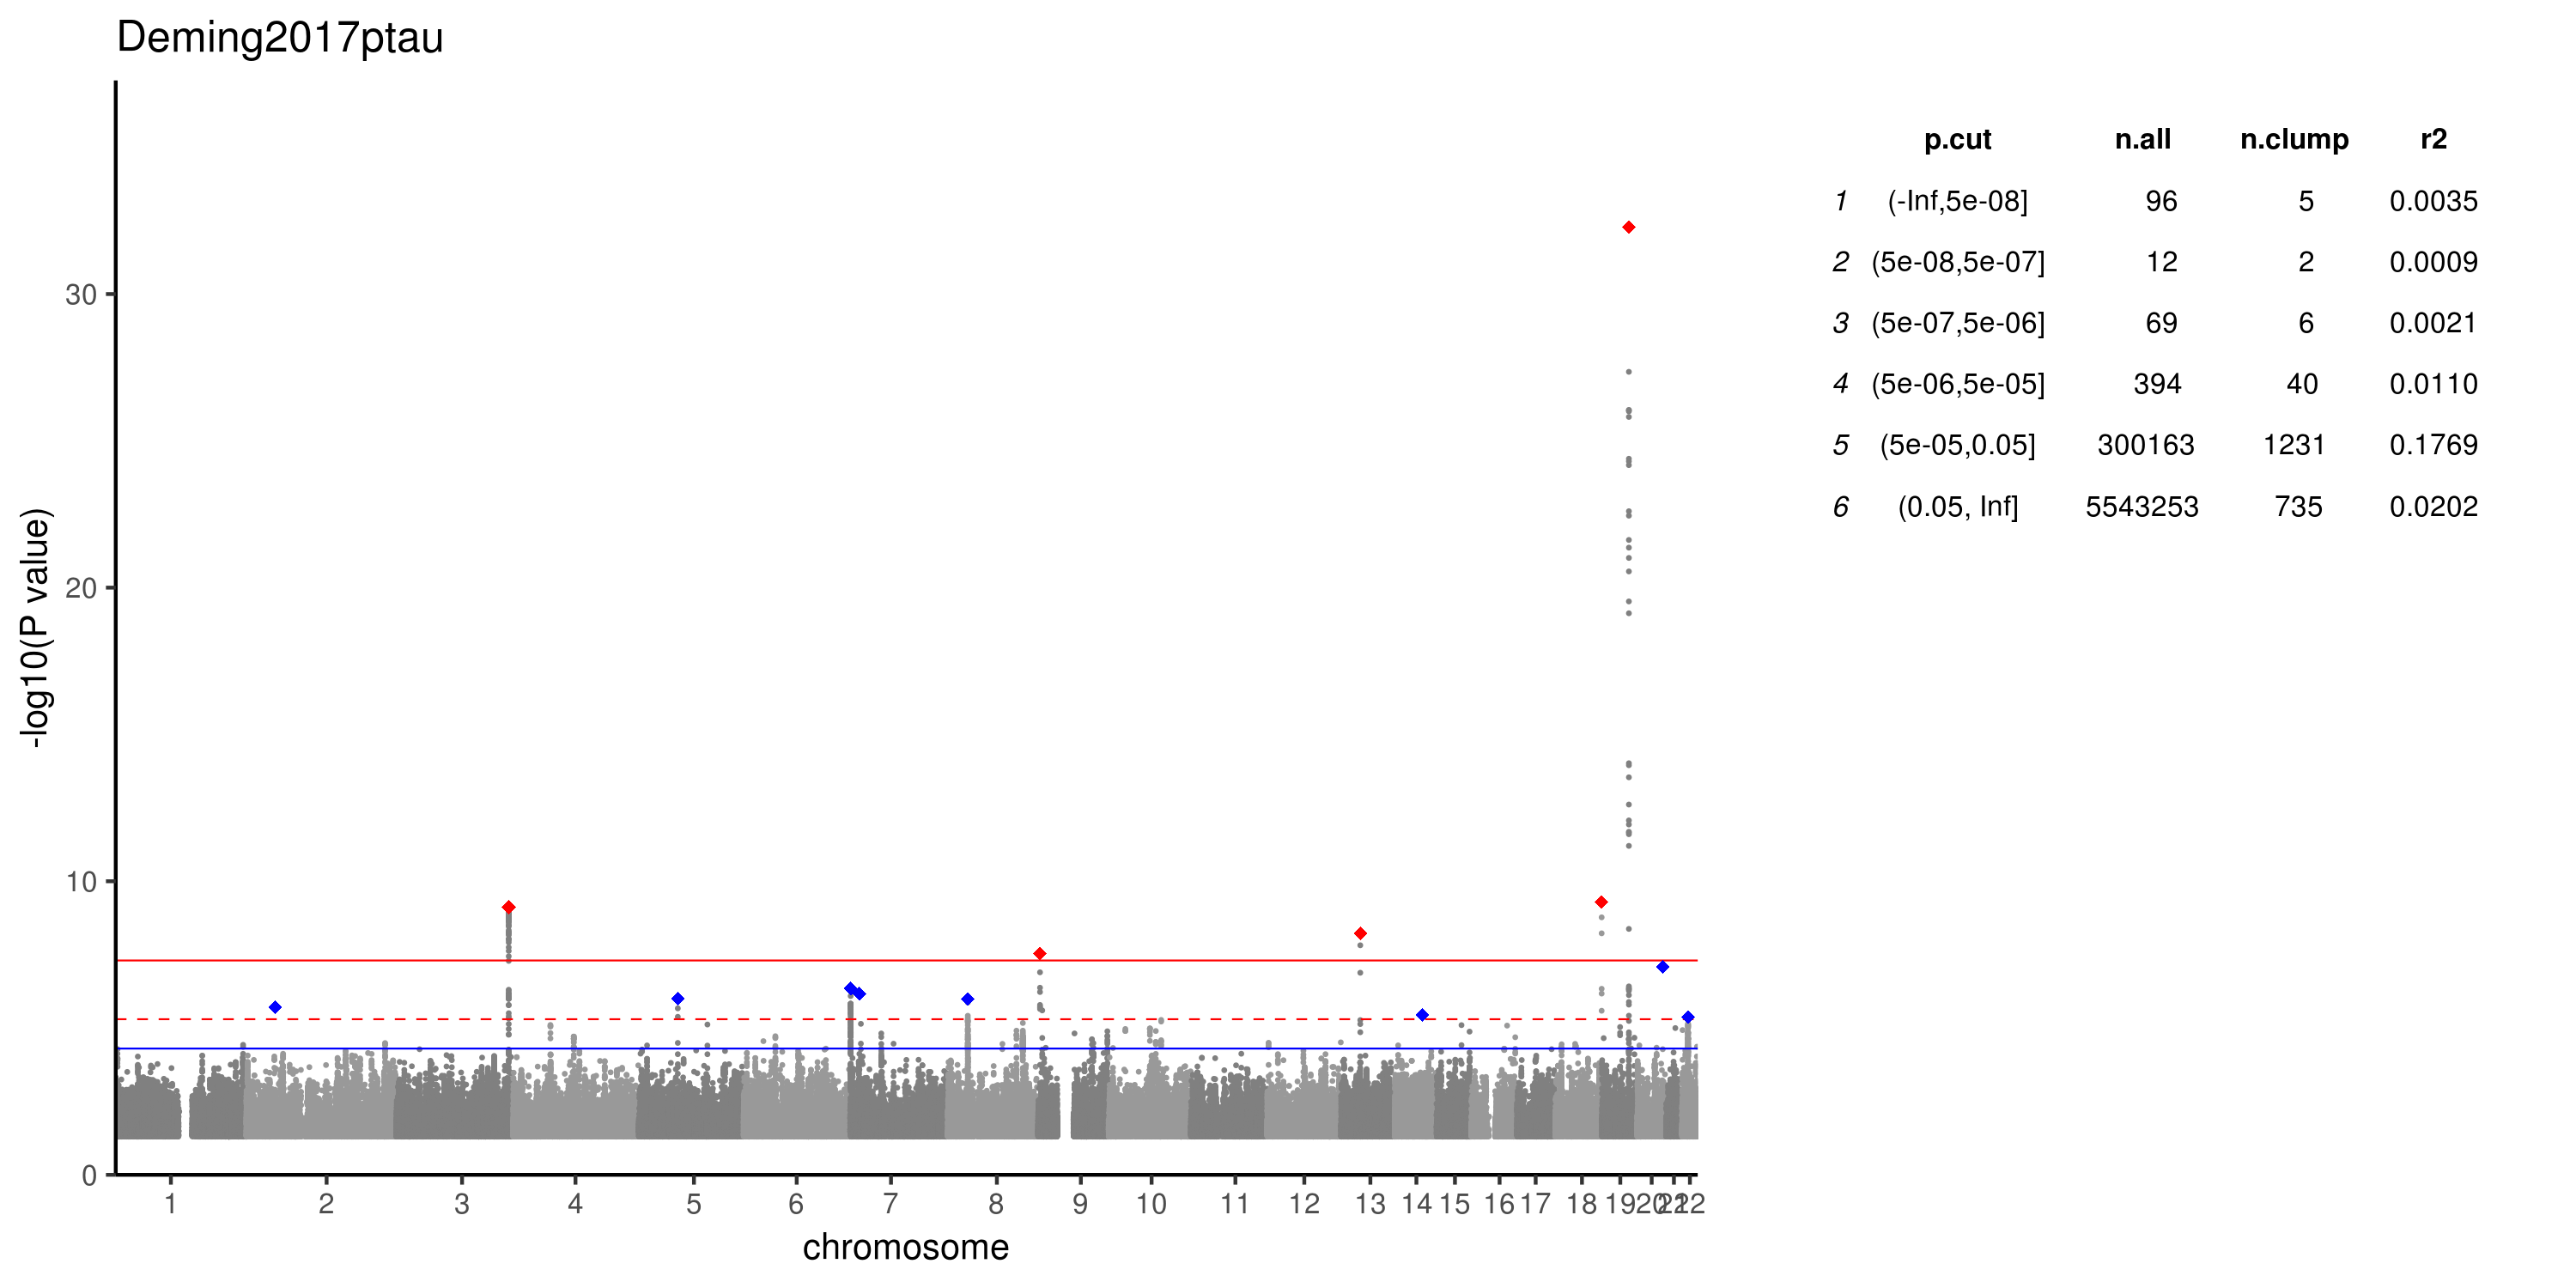 Deming2017ptau
p.cut n.all n.clump r2
1 (-Inf,5e-08] 96 5 0.0035
2 (5e-08,5e-07] 12 2 0.0009
3 (5e-07,5e-06] 69 6 0.0021
4 (5e-06,5e-05] 394 40 0.0110
5 (5e-05,0.05] 300163 1231 0.1769
6 (0.05, Inf] 5543253 735 0.0202
-log10(P value)
30
20
10
0
1 2 3 4 5 6 7 8 9 10 11 12 13 14 15 16 17 18 19 20 21 22
chromosome